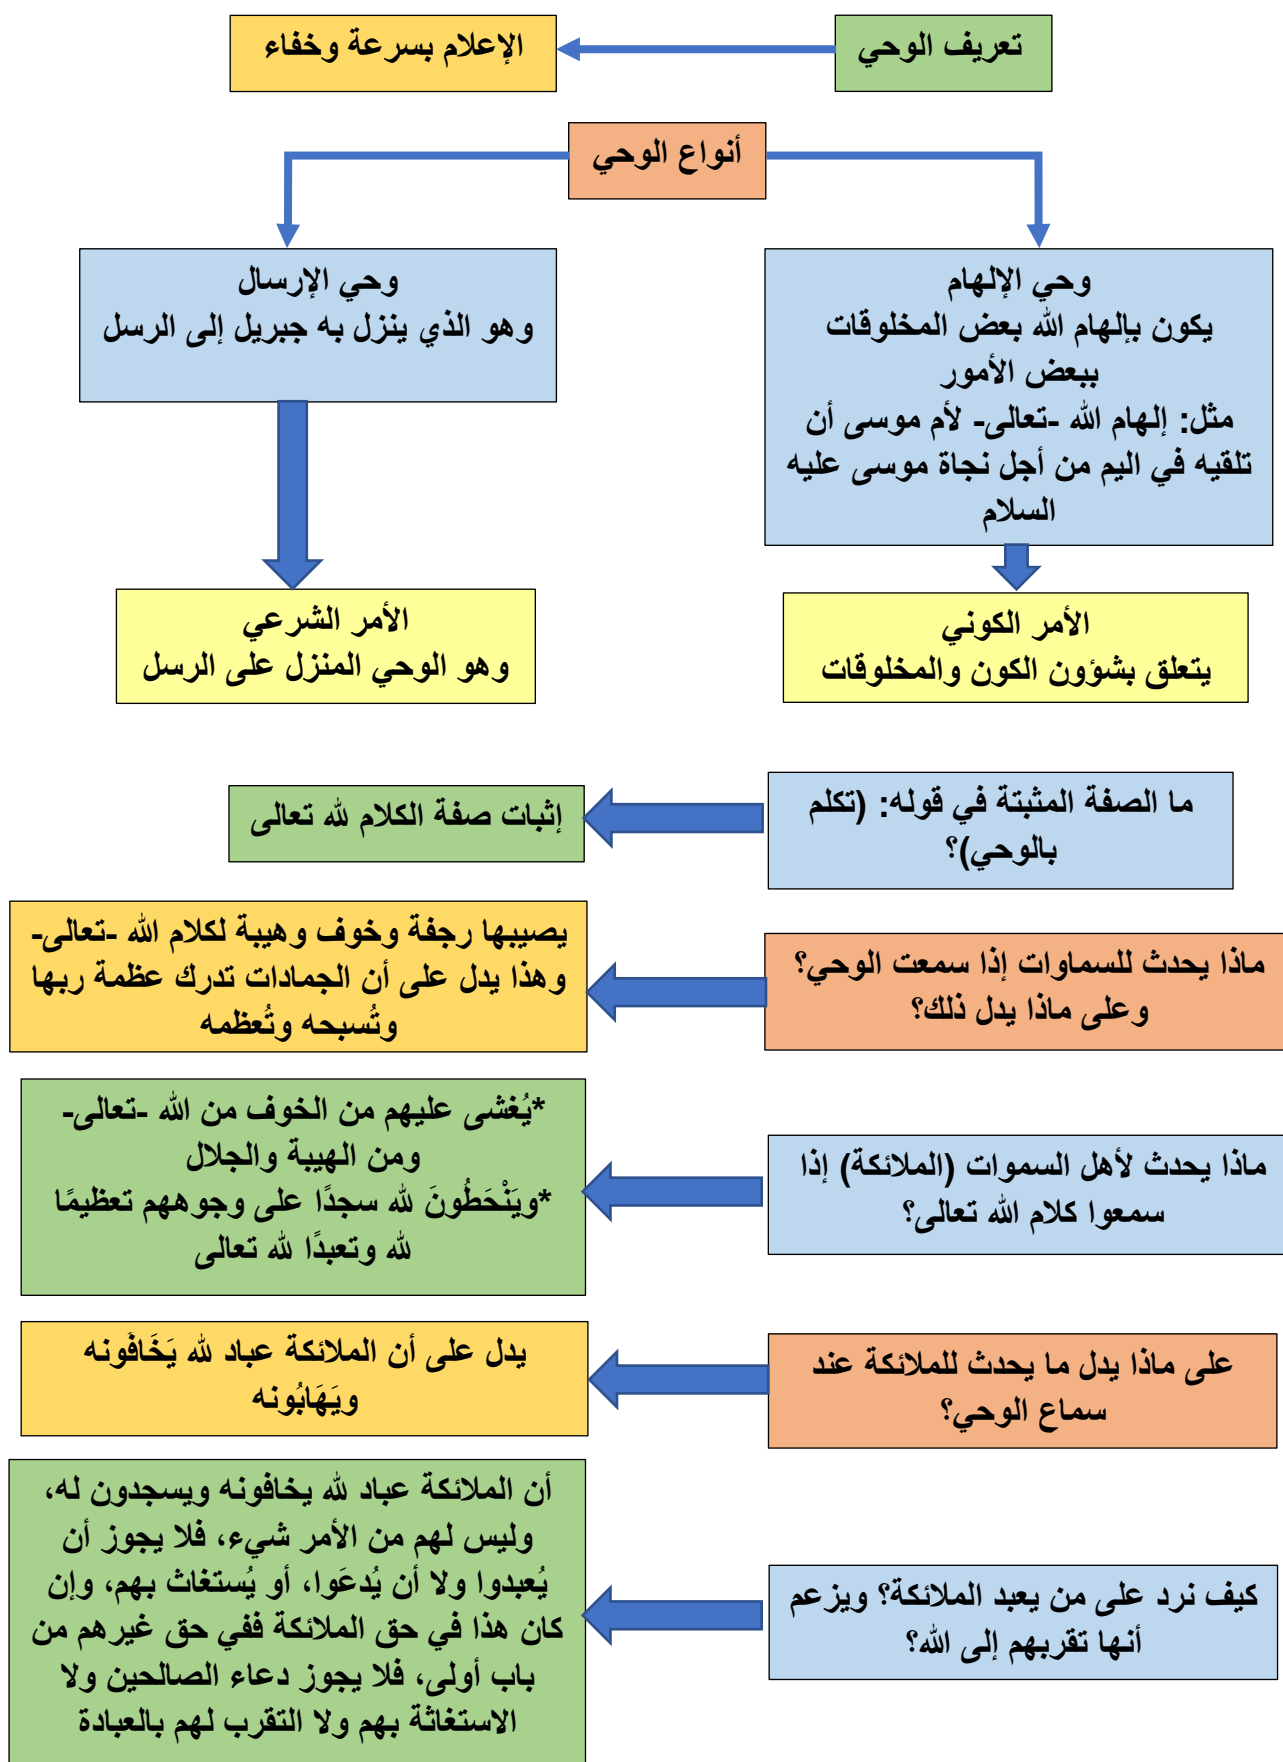 تعريف الوحي
الإعلام بسرعة وخفاء
أنواع الوحي
وحي الإلهام
يكون بإلهام الله بعض المخلوقات
ببعض الأمور
مثل: إلهام الله -تعالى- لأم موسى أن
تلقيه في اليم من أجل نجاة موسى عليه
السلام
وحي الإرسال
وهو الذي ينزل به جبريل إلى الرسل
الأمر الكوني
يتعلق بشؤون الكون والمخلوقات
الأمر الشرعي
وهو الوحي المنزل على الرسل
ما الصفة المثبتة في قوله: (تكلم
بالوحي)؟
إثبات صفة الكلام لله تعالى
ماذا يحدث للسماوات إذا سمعت الوحي؟
وعلى ماذا يدل ذلك؟
يصيبها رجفة وخوف وهيبة لكلام الله -تعالى-
وهذا يدل على أن الجمادات تدرك عظمة ربها
وتُسبحه وتُعظمه
ماذا يحدث لأهل السموات (الملائكة) إذا
سمعوا كلام الله تعالى؟
*يُغشى عليهم من الخوف من الله -تعالى-
ومن الهيبة والجلال
*ويَنْحَطُونَ لله سجدًا على وجوههم تعظيمًا
لله وتعبدًا لله تعالى
على ماذا يدل ما يحدث للملائكة عند
سماع الوحي؟
يدل على أن الملائكة عباد لله يَخَافُونه
ويَهَابُونه
كيف نرد على من يعبد الملائكة؟ ويزعم
أنها تقربهم إلى الله؟
أن الملائكة عباد لله يخافونه ويسجدون له،
وليس لهم من الأمر شيء، فلا يجوز أن
يُعبدوا ولا أن يُدعَوا، أو يُستغاث بهم، وإن
كان هذا في حق الملائكة ففي حق غيرهم من
باب أولى، فلا يجوز دعاء الصالحين ولا
الاستغاثة بهم ولا التقرب لهم بالعبادة